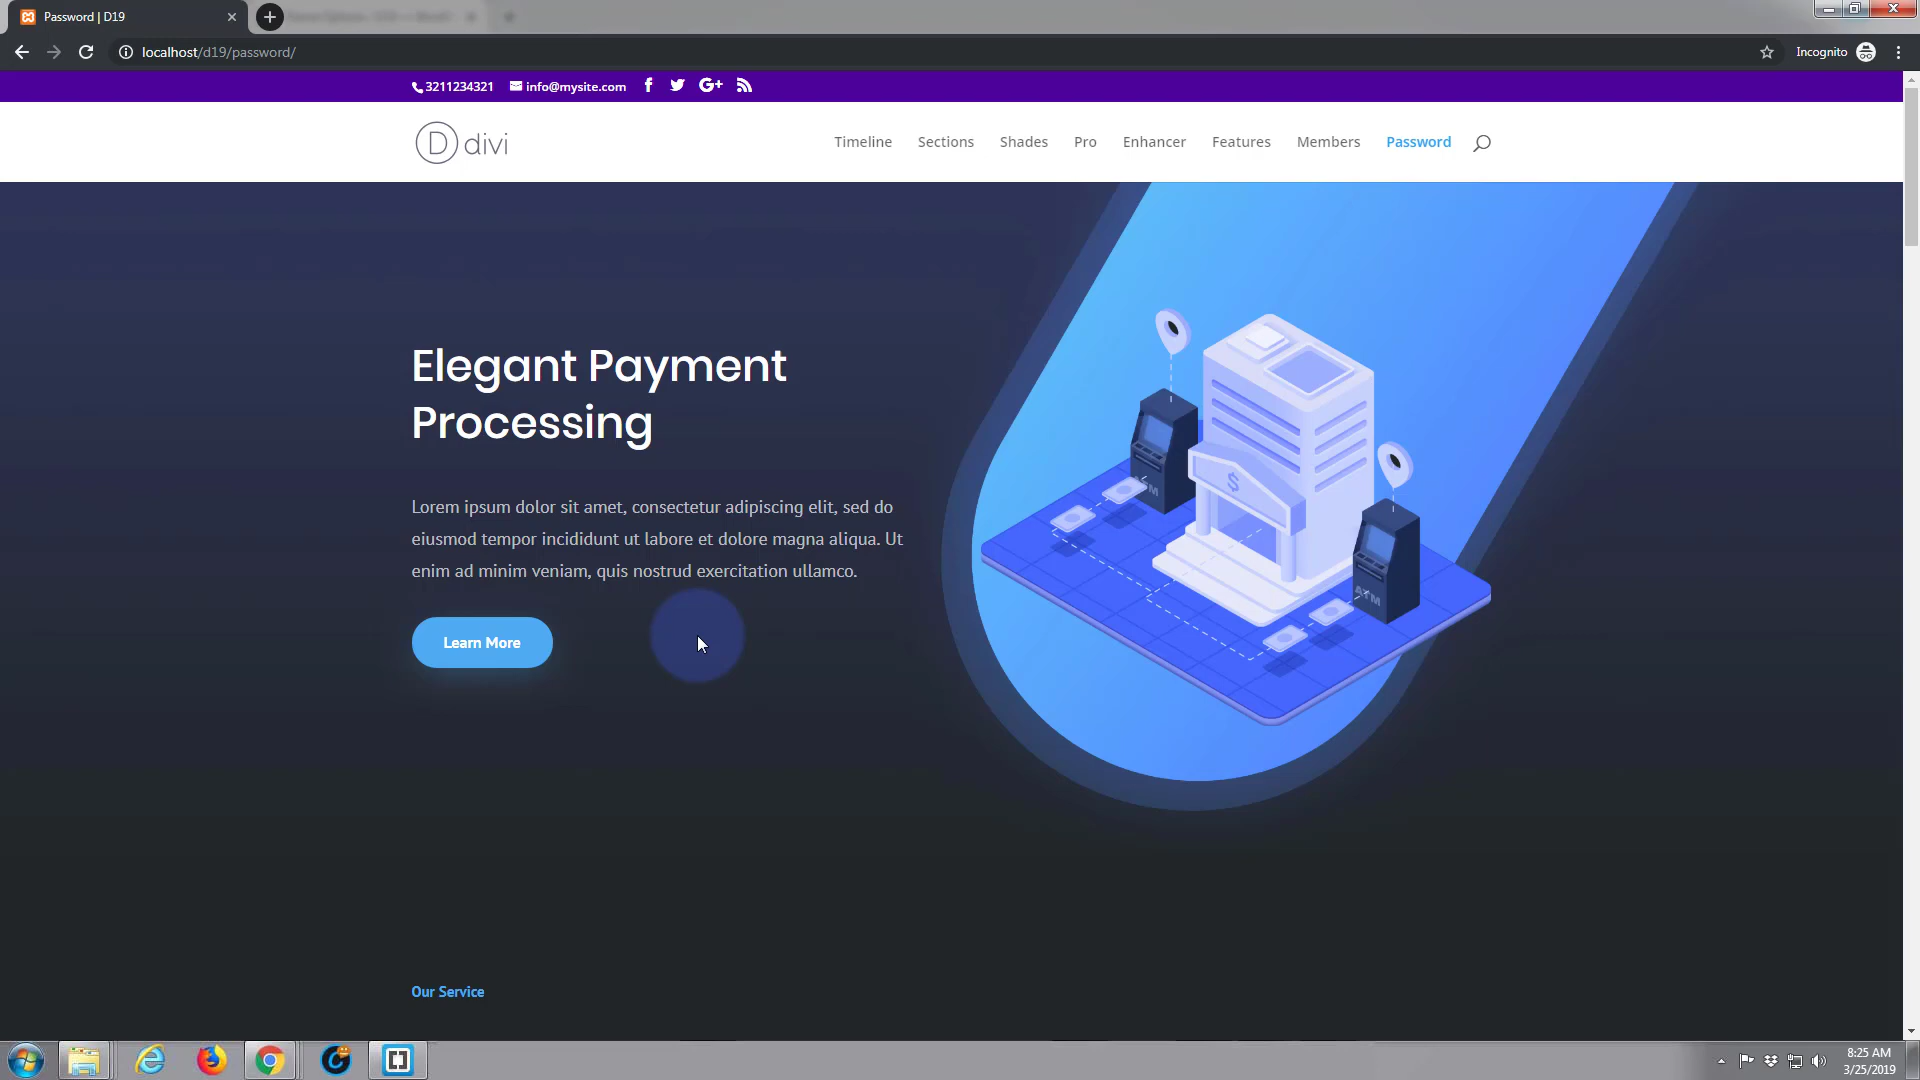 Password | D19
localhost/d19/password/
Incognito
3211234321
info@mysite.com
G+
D divi
Timeline
Sections
Shades
Pro
Enhancer
Features
Members
Password
Elegant Payment
Processing
Lorem ipsum dolor sit amet, consectetur adipiscing elit, sed do
eiusmod tempor incididunt ut labore et dolore magna aliqua. Ut
enim ad minim veniam, quis nostrud exercitation ullamco.
Learn More
$
ATM
Our Service
8:25 AM
3/25/2019